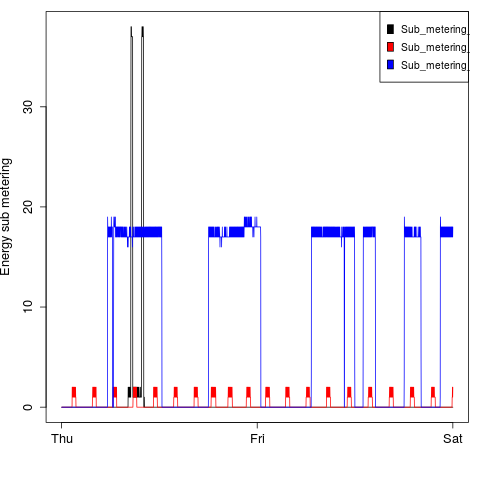 Sub_metering_
Sub_metering_
Sub_metering_
Energy sub metering
30
20
10
0
Thu
Fri
Sat